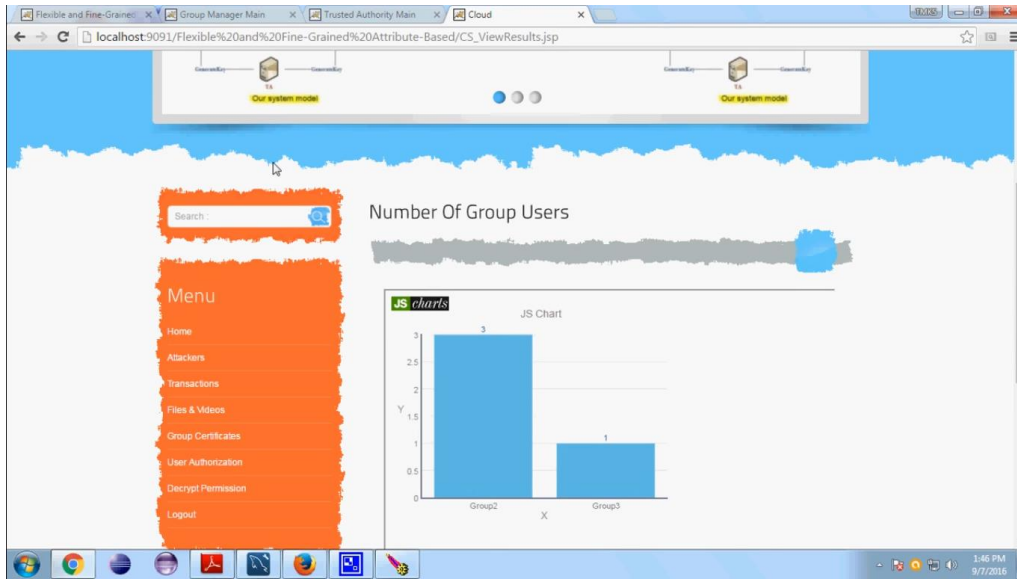 Flexible and Fine-Grained
Group Manager Main
Trusted Authority Main
Cloud
localhost:9091/Flexible%20and%20Fine-Grained%20Attribute-Based/CS_ViewResults.jsp
TA
Our system model
TA
Our system model
Search :
Number Of Group Users
Menu
Home
Attackers
Transactions
Files & Videos
Group Certificates
User Authorization
Decrypt Permission
Logout
JS charts
JS Chart
3
3
2.5
2
Y
1.5
1
1
0.5
0
Group2
Group3
X
1:46 PM
9/7/2016